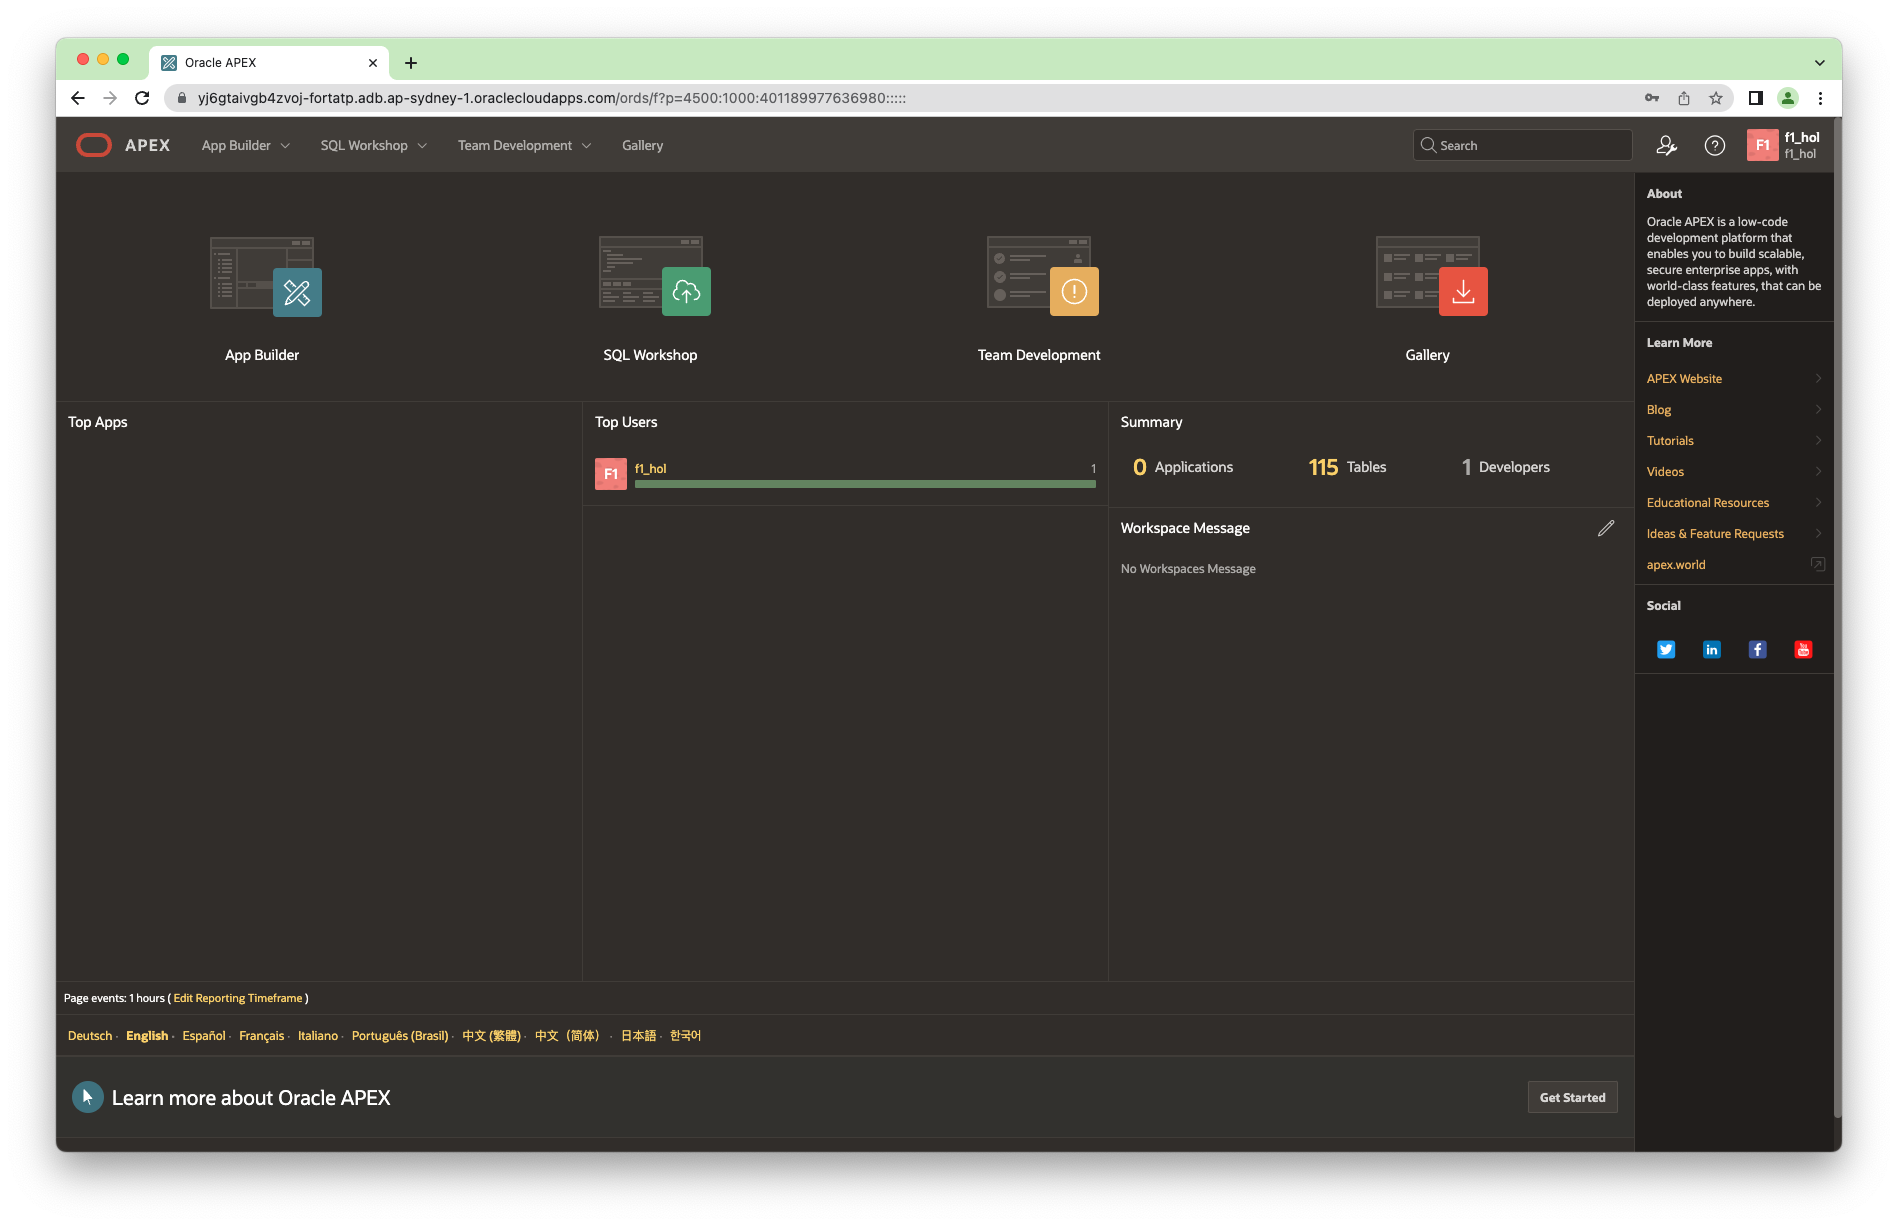 Oracle APEX
yj6gtaivgb4zvoj-fortatp.adb.ap-sydney-1.oraclecloudapps.com/ords/f?p=4500:1000:401189977636980:::::
APEX App Builder SQL Workshop Team Development Gallery Search F1 f1_hol
f1_hol
App Builder SQL Workshop Team Development Gallery
Top Apps
Top Users
F1 f1_hol 1
Summary
0 Applications 115 Tables 1 Developers
Workspace Message
No Workspaces Message
About
Oracle APEX is a low-code
development platform that
enables you to build scalable,
secure enterprise apps, with
world-class features, that can be
deployed anywhere.
Learn More
APEX Website
Blog
Tutorials
Videos
Educational Resources
Ideas & Feature Requests
apex.world
Social
Page events: 1 hours ( Edit Reporting Timeframe )
Deutsch · English · Español · Français · Italiano · Português (Brasil) · 中文 (繁體) · 中文（简体） · 日本語 · 한국어
Learn more about Oracle APEX Get Started